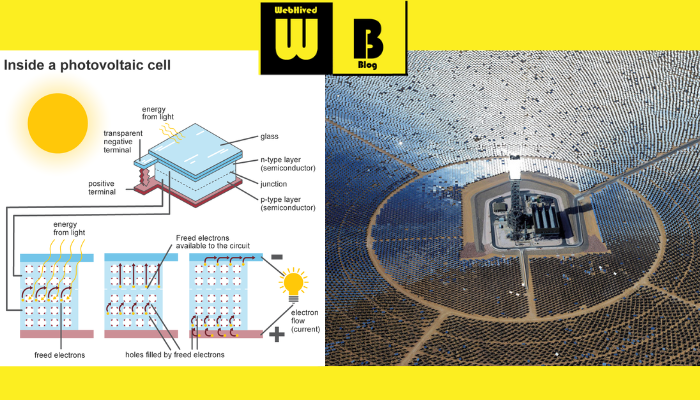 WebHived
W
B
Blog
Inside a photovoltaic cell
energy
from light
transparent
negative
terminal
positive
terminal
glass
n-type layer
(semiconductor)
junction
p-type layer
(semiconductor)
energy
from light
Freed electrons
available to the circuit
freed electrons
holes filled by freed electrons
−
+
electron
flow
(current)